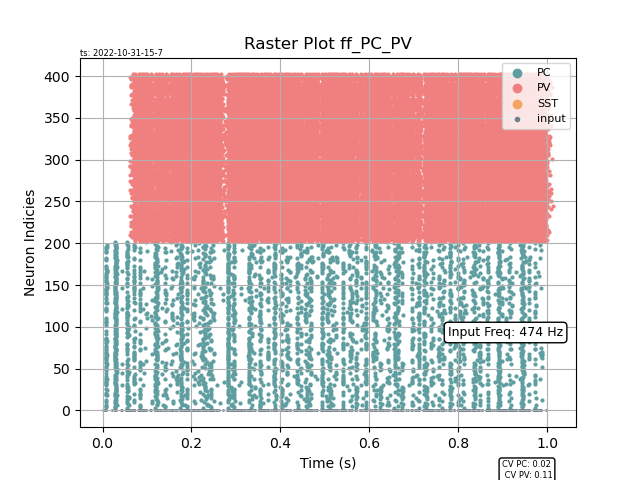 Raster Plot ff_PC_PV
ts: 2022-10-31-15-7
PC
PV
SST
input
Input Freq: 474 Hz
Neuron Indicies
400
350
300
250
200
150
100
50
0
0.0 0.2 0.4 0.6 0.8 1.0
Time (s)
CV PC: 0.02
CV PV: 0.11